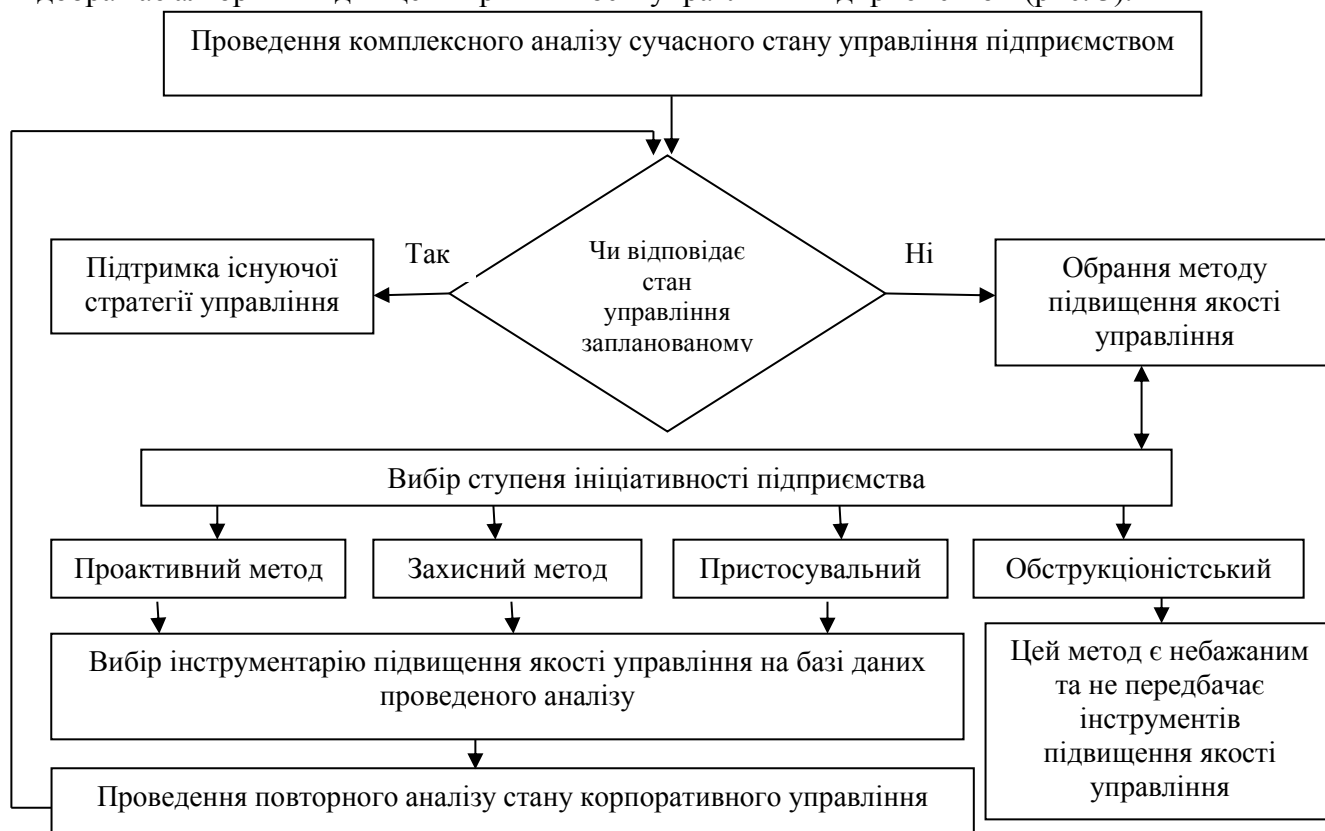 Проведення комплексного аналізу сучасного стану управління підприємством
Так
Ні
Підтримка існуючої
стратегії управління
Чи відповідає
стан
управління
запланованому
Обрання методу
підвищення якості
управління
Вибір ступеня ініціативності підприємства
Проактивний метод
Захисний метод
Пристосувальний
Обструкціоністський
Вибір інструментарію підвищення якості управління на базі даних
проведеного аналізу
Цей метод є небажаним
та не передбачає
інструментів
підвищення якості
управління
Проведення повторного аналізу стану корпоративного управління